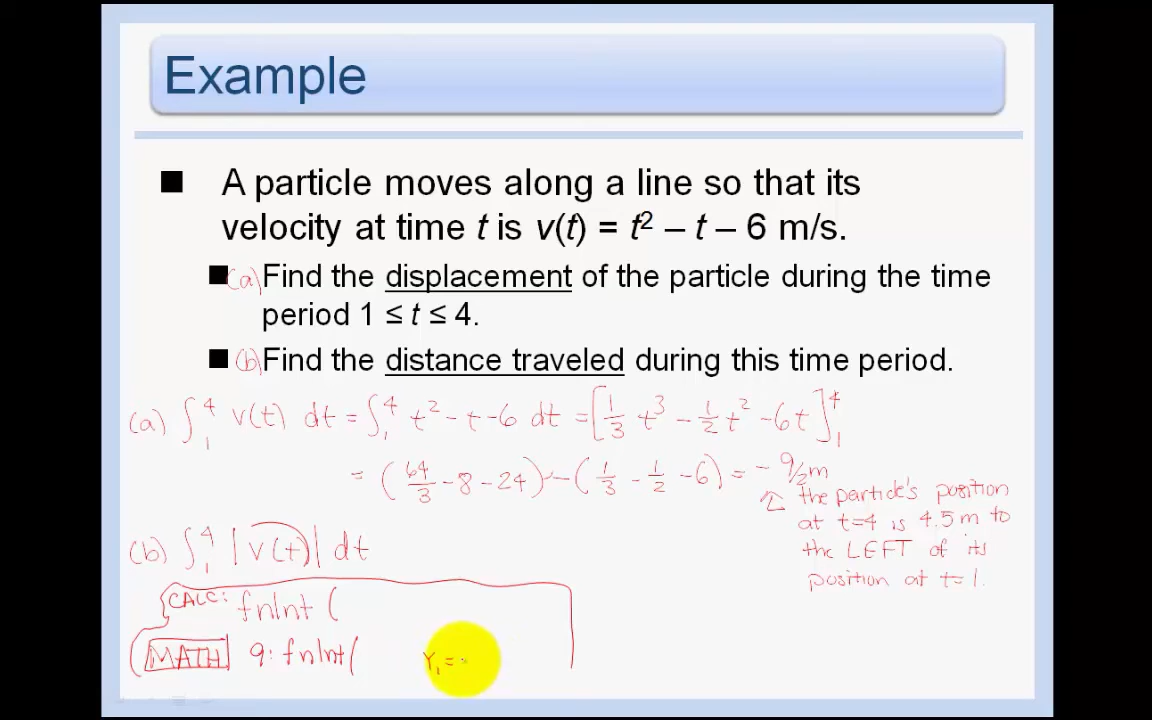 Example
■ A particle moves along a line so that its
velocity at time t is v(t) = t² – t – 6 m/s.
■ (a) Find the displacement of the particle during the time
period 1 ≤ t ≤ 4.
■ (b) Find the distance traveled during this time period.
(a) ∫₁⁴ v(t) dt = ∫₁⁴ t² - t - 6 dt = [1/3 t³ - 1/2 t² - 6t]₁⁴
= (64/3 - 8 - 24) - (1/3 - 1/2 - 6) = - 9/2 m
↑ the particle's position
at t=4 is 4.5 m to
the LEFT of its
position at t=1.
(b) ∫₁⁴ |v(t)| dt
CALC: fnInt (
MATH 9: fnInt(
Y₁ =